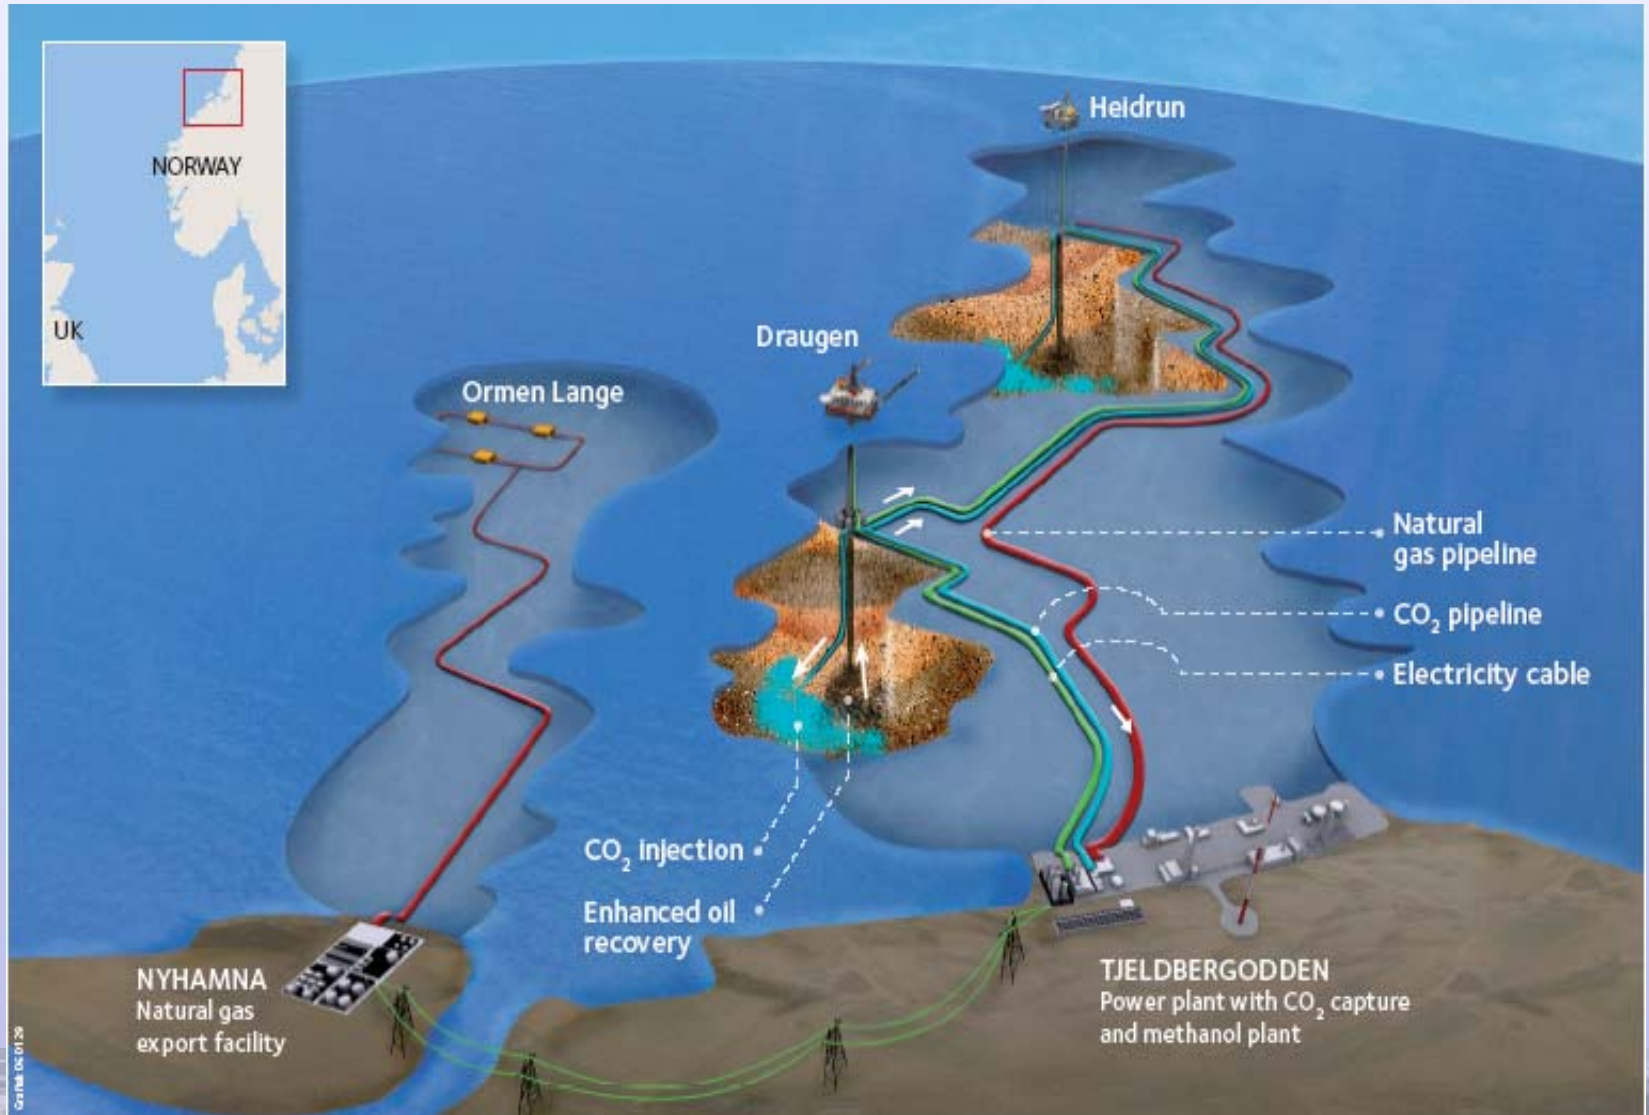 NORWAY
UK
Heidrun
Draugen
Ormen Lange
Natural
gas pipeline
CO₂ pipeline
Electricity cable
CO₂ injection
Enhanced oil
recovery
NYHAMNA
Natural gas
export facility
TJELDBERGODDEN
Power plant with CO₂ capture
and methanol plant